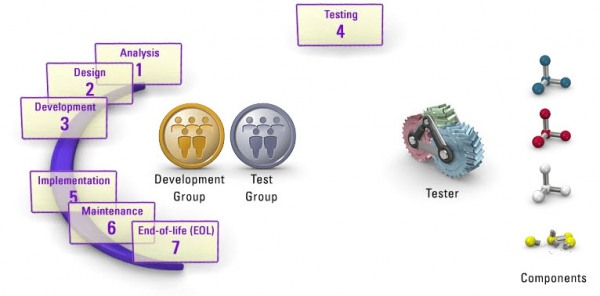 Testing
4
Analysis
1
Design
2
Development
3
Implementation
5
Maintenance
6
End-of-life (EOL)
7
Development
Group
Test
Group
Tester
Components